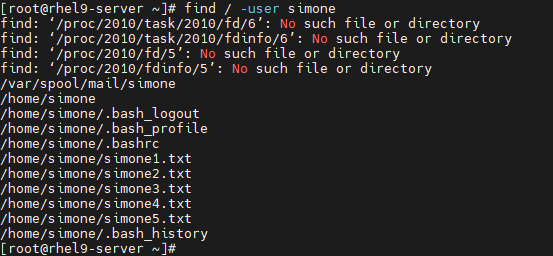 [root@rhel9-server ~]# find / -user simone
find: ‘/proc/2010/task/2010/fd/6’: No such file or directory
find: ‘/proc/2010/task/2010/fdinfo/6’: No such file or directory
find: ‘/proc/2010/fd/5’: No such file or directory
find: ‘/proc/2010/fdinfo/5’: No such file or directory
/var/spool/mail/simone
/home/simone
/home/simone/.bash_logout
/home/simone/.bash_profile
/home/simone/.bashrc
/home/simone/simone1.txt
/home/simone/simone2.txt
/home/simone/simone3.txt
/home/simone/simone4.txt
/home/simone/simone5.txt
/home/simone/.bash_history
[root@rhel9-server ~]#